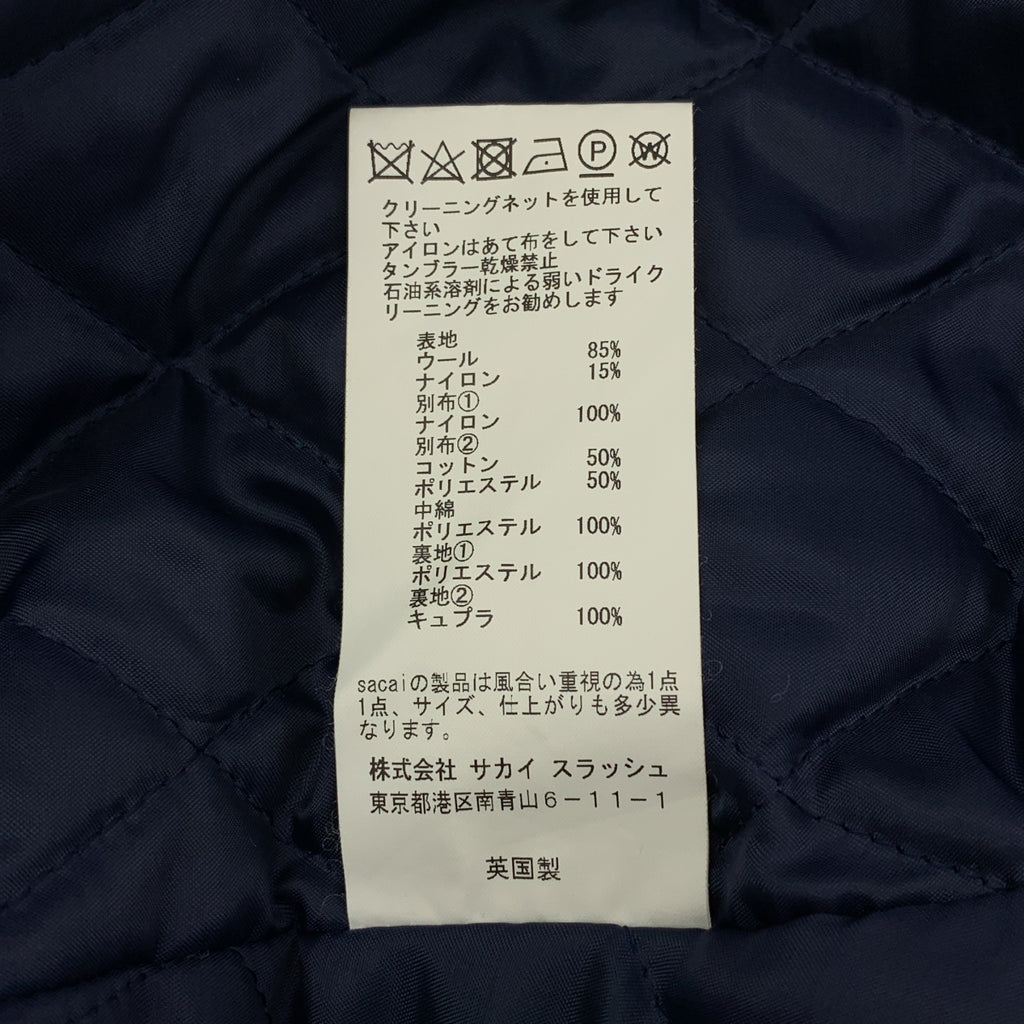 P W
クリーニングネットを使用して
下さい
アイロンはあて布をして下さい
タンブラー乾燥禁止
石油系溶剤による弱いドライク
リーニングをお勧めします
表地
ウール 85%
ナイロン 15%
別布①
ナイロン 100%
別布②
コットン 50%
ポリエステル 50%
中綿
ポリエステル 100%
裏地①
ポリエステル 100%
裏地②
キュプラ 100%
sacaiの製品は風合い重視の為1点
1点、サイズ、仕上がりも多少異
なります。
株式会社 サカイ スラッシュ
東京都港区南青山6-11-1
英国製